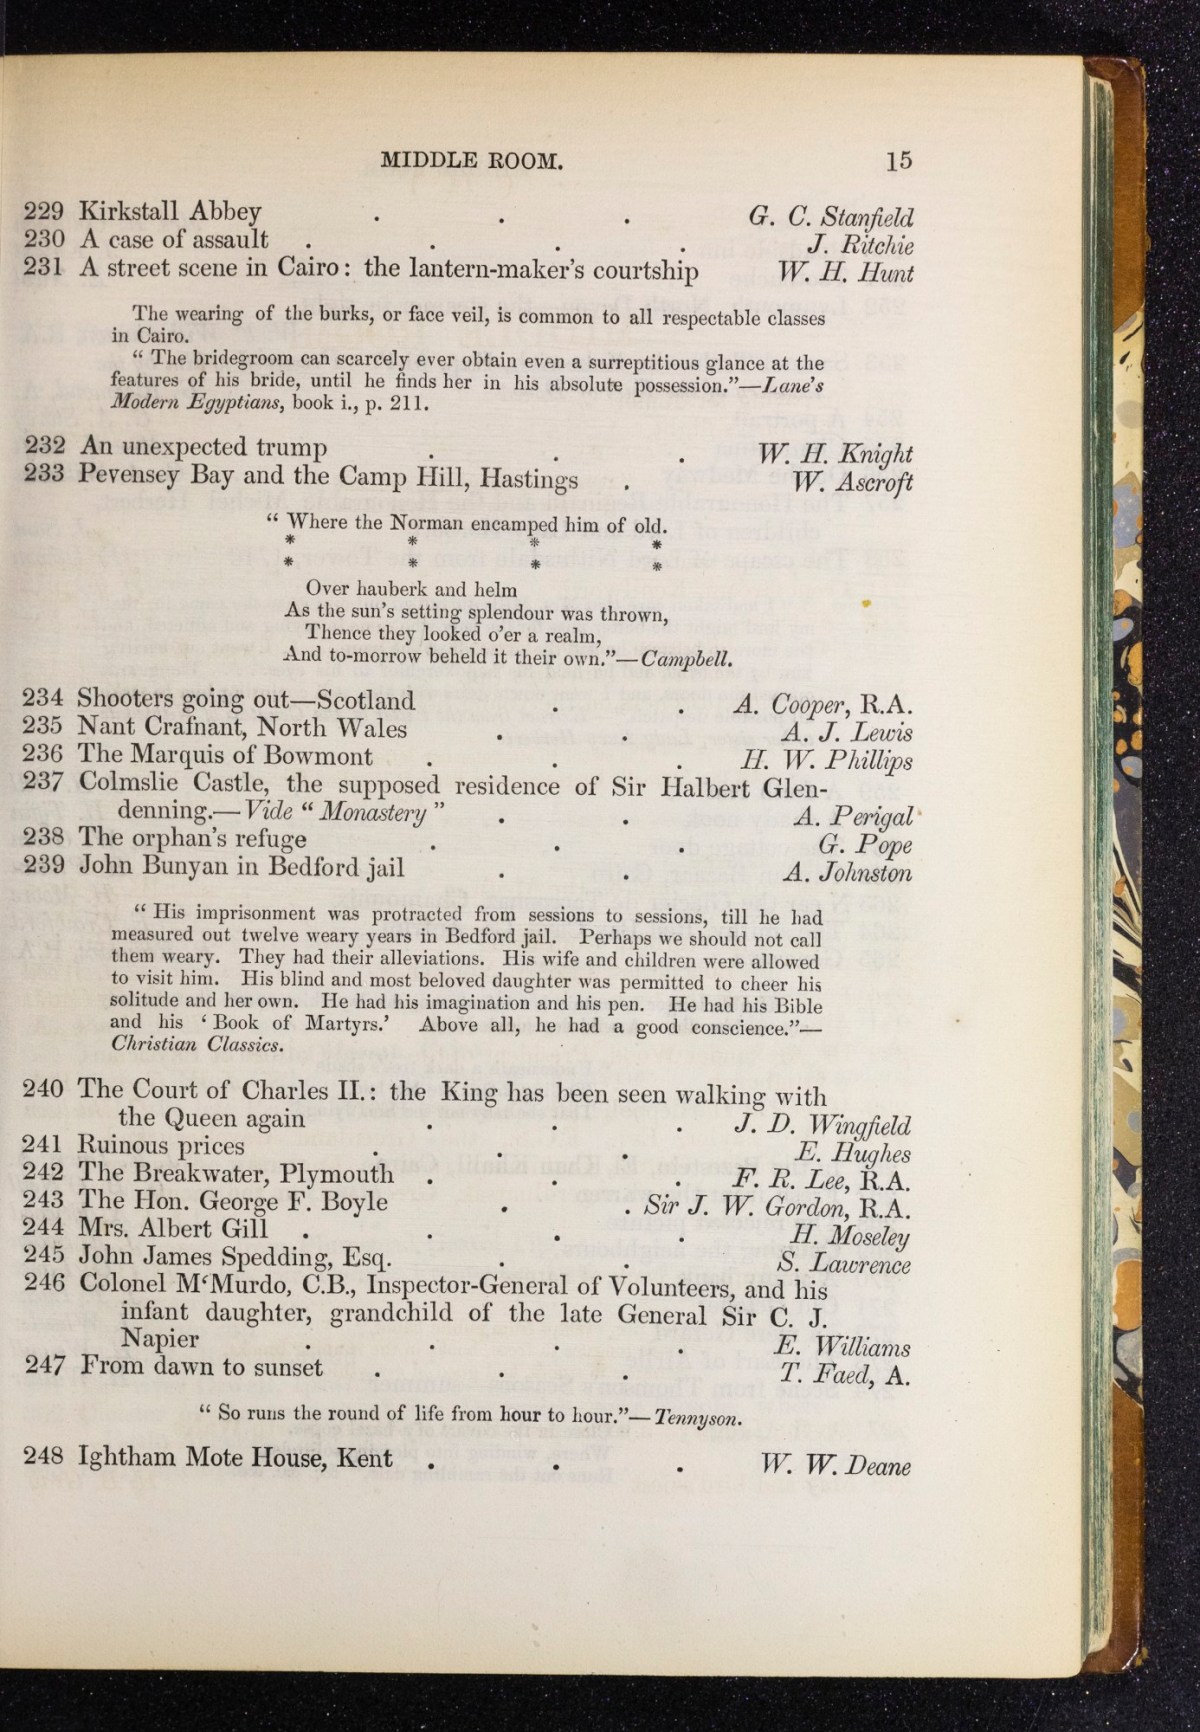 MIDDLE ROOM. 15
229 Kirkstall Abbey . . . G. C. Stanfield
230 A case of assault . . . . J. Ritchie
231 A street scene in Cairo: the lantern-maker's courtship W. H. Hunt
The wearing of the burks, or face veil, is common to all respectable classes
in Cairo.
“ The bridegroom can scarcely ever obtain even a surreptitious glance at the
features of his bride, until he finds her in his absolute possession.”—Lane's
Modern Egyptians, book i., p. 211.
232 An unexpected trump . . . W. H. Knight
233 Pevensey Bay and the Camp Hill, Hastings . W. Ascroft
“ Where the Norman encamped him of old.
* * * *
* * * *
Over hauberk and helm
As the sun's setting splendour was thrown,
Thence they looked o'er a realm,
And to-morrow beheld it their own.”—Campbell.
234 Shooters going out—Scotland . . A. Cooper, R.A.
235 Nant Crafnant, North Wales . . A. J. Lewis
236 The Marquis of Bowmont . . . H. W. Phillips
237 Colmslie Castle, the supposed residence of Sir Halbert Glen-
denning.—Vide “ Monastery ” . . A. Perigal
238 The orphan's refuge . . . G. Pope
239 John Bunyan in Bedford jail . . A. Johnston
“ His imprisonment was protracted from sessions to sessions, till he had
measured out twelve weary years in Bedford jail. Perhaps we should not call
them weary. They had their alleviations. His wife and children were allowed
to visit him. His blind and most beloved daughter was permitted to cheer his
solitude and her own. He had his imagination and his pen. He had his Bible
and his ‘ Book of Martyrs.’ Above all, he had a good conscience.”—
Christian Classics.
240 The Court of Charles II.: the King has been seen walking with
the Queen again . . . J. D. Wingfield
241 Ruinous prices . . . E. Hughes
242 The Breakwater, Plymouth . . . F. R. Lee, R.A.
243 The Hon. George F. Boyle . . Sir J. W. Gordon, R.A.
244 Mrs. Albert Gill . . . . H. Moseley
245 John James Spedding, Esq. . . S. Lawrence
246 Colonel M‘Murdo, C.B., Inspector-General of Volunteers, and his
infant daughter, grandchild of the late General Sir C. J.
Napier . . . . E. Williams
247 From dawn to sunset . . . T. Faed, A.
“ So runs the round of life from hour to hour.”—Tennyson.
248 Ightham Mote House, Kent . . . W. W. Deane